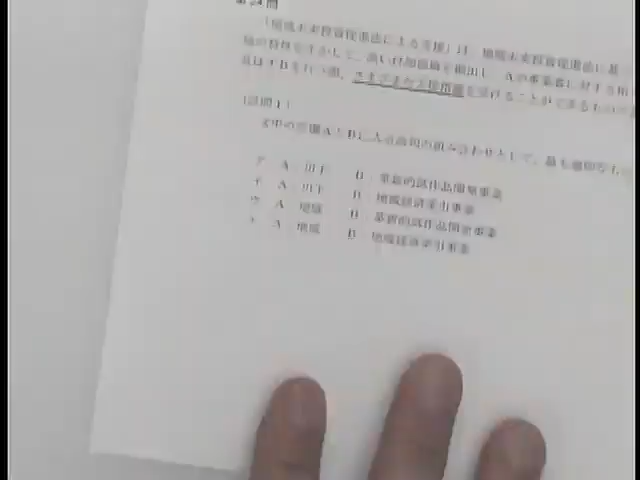 第24問
「地域未来投資促進法による支援」は、地域未来投資促進法に基
域の特性を生かして、高い付加価値を創出し、Aの事業者に対する相
はBを行う際、さまざまな支援措置を受けることができるものであ
(設問1)
文中の空欄AとBに入る語句の組み合わせとして、最も適切なもの
ア A:川下 B:革新的試作品開発事業
イ A:川下 B:地域経済牽引事業
ウ A:地域 B:革新的試作品開発事業
エ A:地域 B:地域経済牽引事業